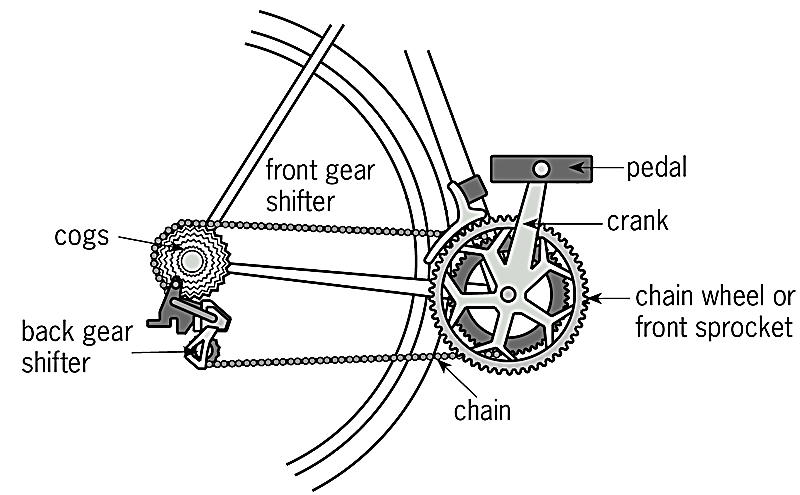 front gear
shifter
pedal
crank
cogs
chain wheel or
front sprocket
back gear
shifter
chain